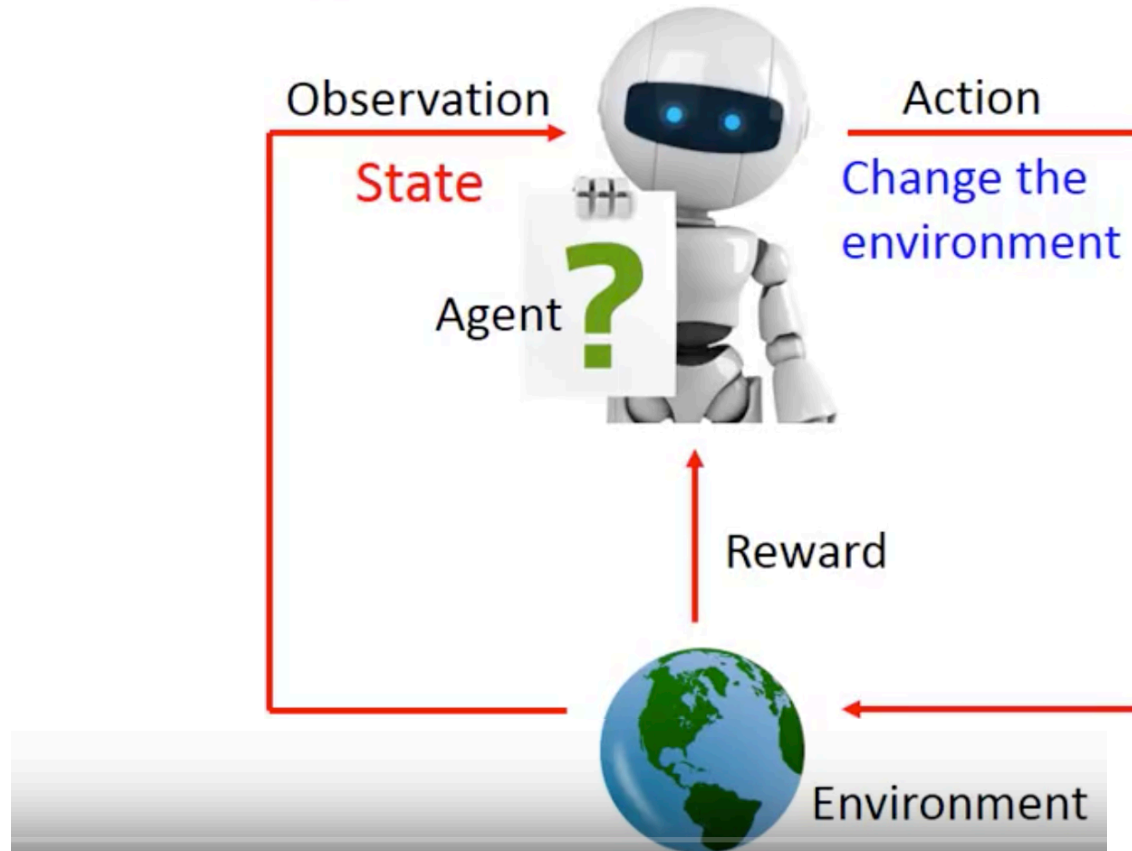 Observation
State
Action
Change the
environment
Agent
?
Reward
Environment